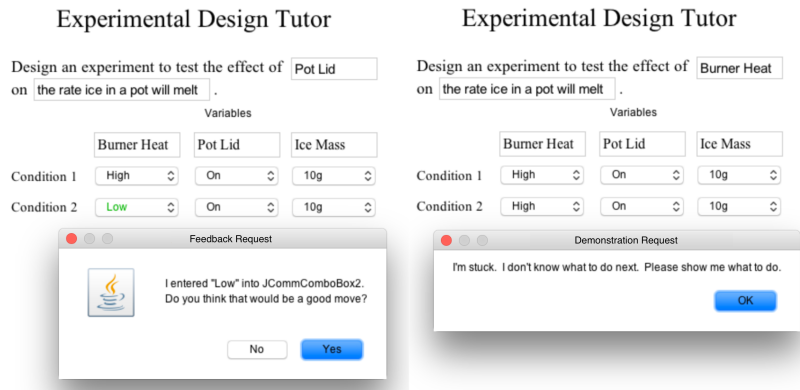 Experimental Design Tutor
Design an experiment to test the effect of Pot Lid
on the rate ice in a pot will melt .
Variables
Burner Heat Pot Lid Ice Mass
Condition 1 High On 10g
Condition 2 Low On 10g
Feedback Request
I entered "Low" into JCommComboBox2.
Do you think that would be a good move?
No Yes
Experimental Design Tutor
Design an experiment to test the effect of Burner Heat
on the rate ice in a pot will melt .
Variables
Burner Heat Pot Lid Ice Mass
Condition 1 High On 10g
Condition 2 High On 10g
Demonstration Request
I'm stuck. I don't know what to do next. Please show me what to do.
OK